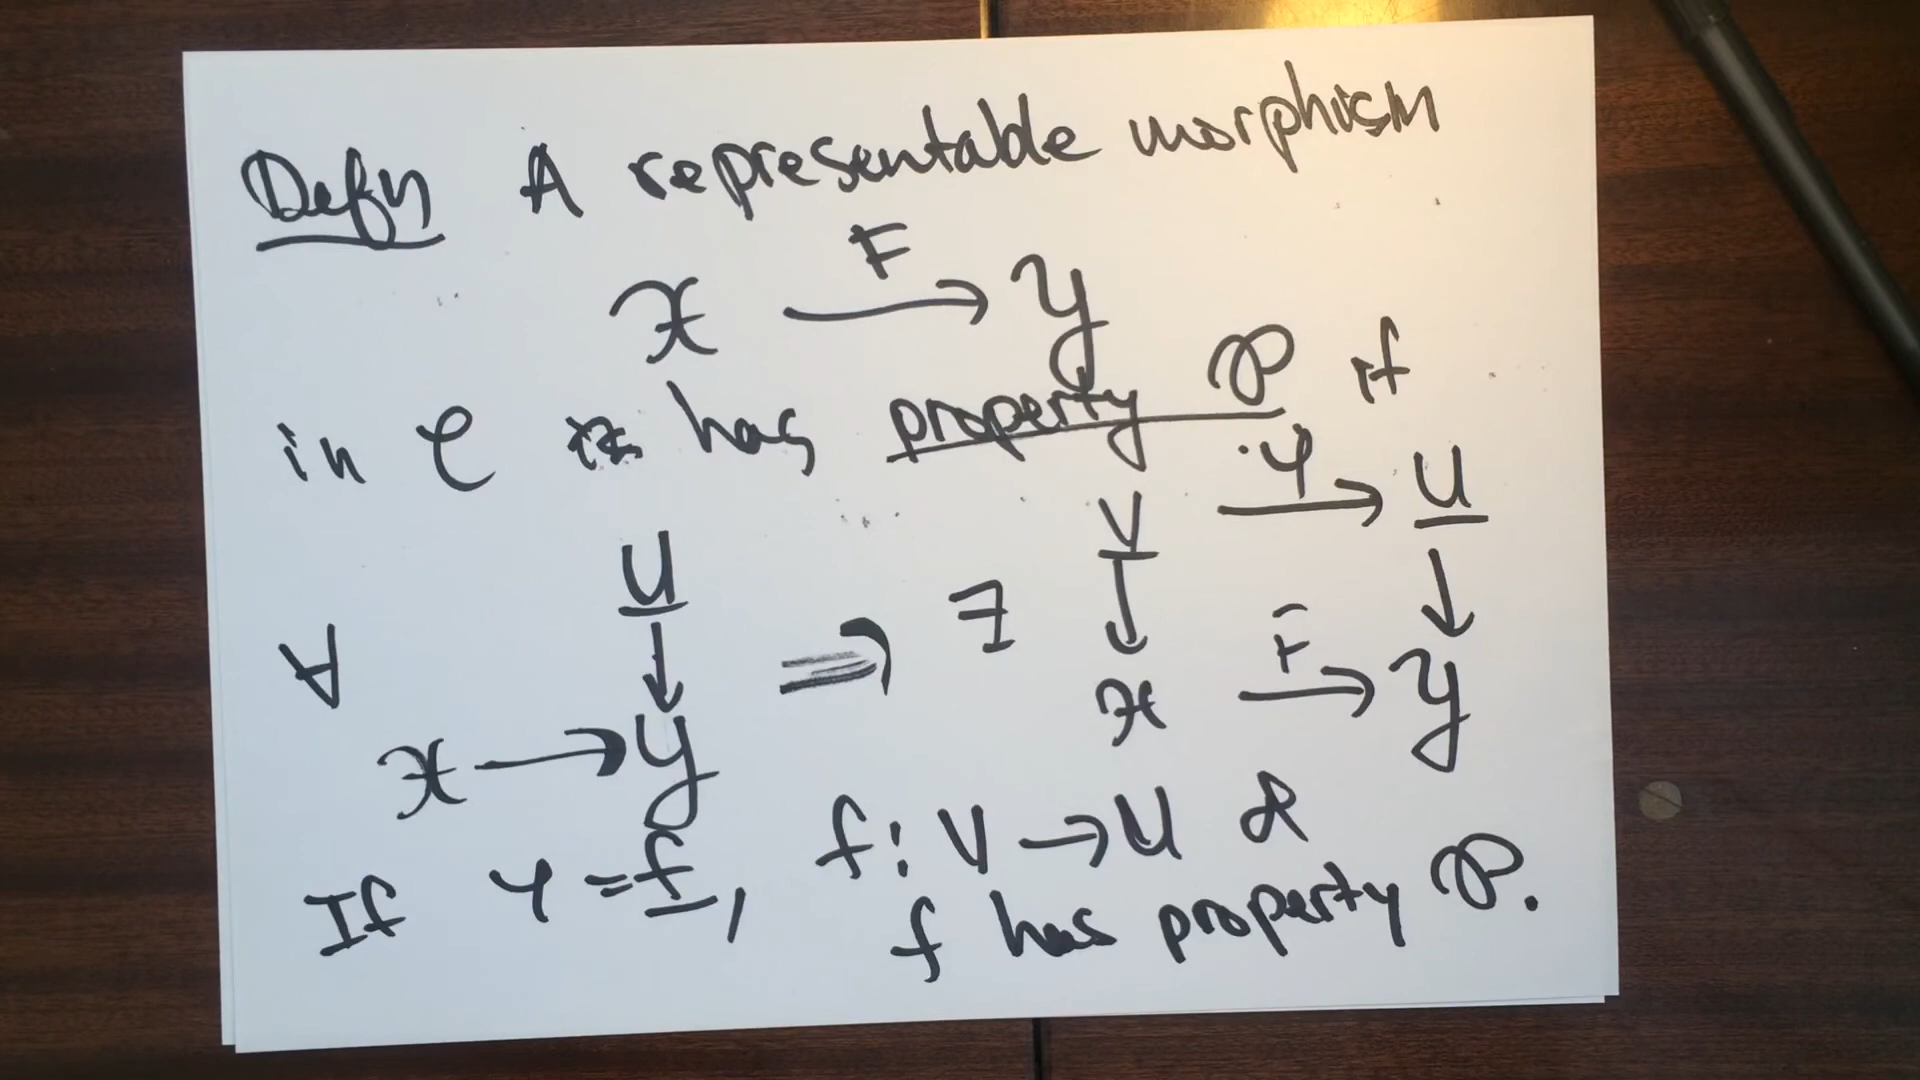 Defn A representable morphism
𝒳 —F→ 𝒴
in 𝒞 has property 𝒫 if
∀ U ↓ 𝒳 → 𝒴 ⇒ ∃ V —φ→ U ↓ ↓ 𝒳 —F→ 𝒴
If φ = f, f: V → U &
f has property 𝒫.